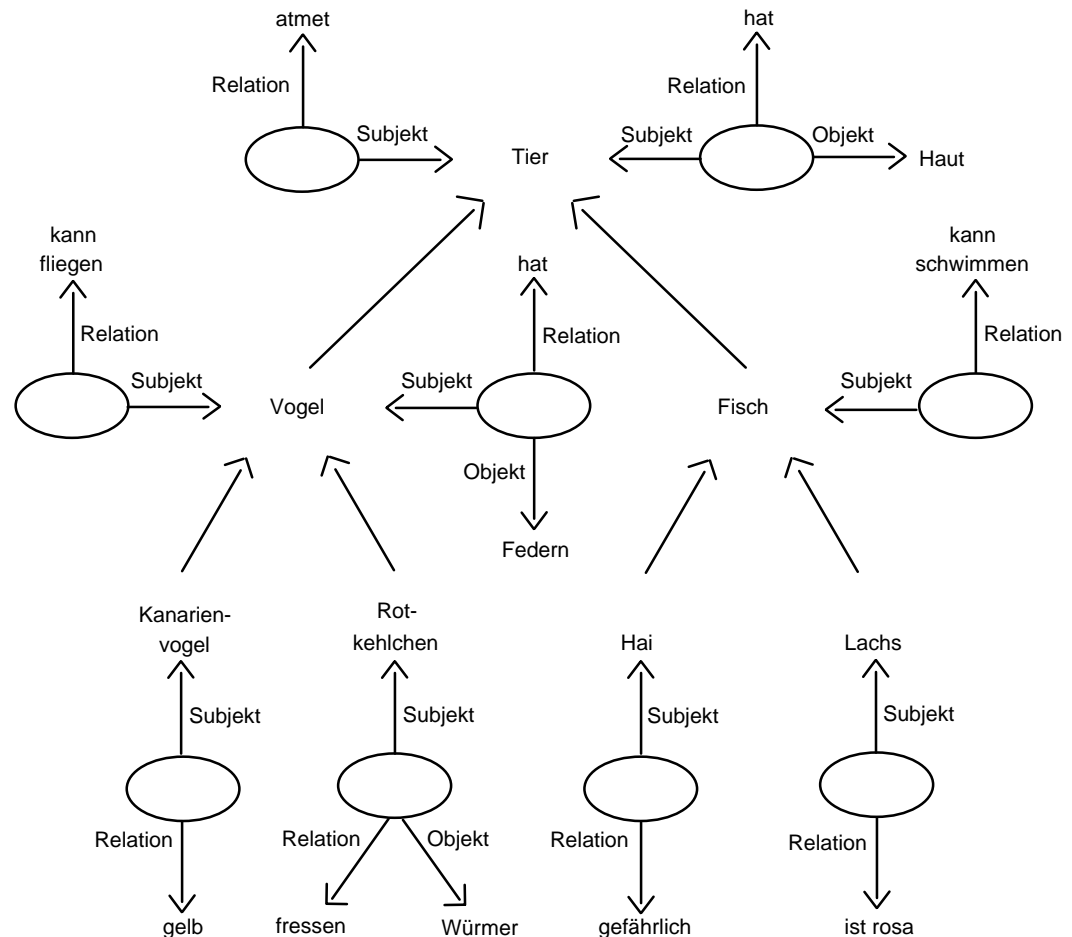 atmet
hat
Relation
Relation
Subjekt
Tier
Subjekt
Objekt
Haut
kann
fliegen
hat
kann
schwimmen
Relation
Relation
Relation
Subjekt
Vogel
Subjekt
Fisch
Subjekt
Objekt
Federn
Kanarien-
vogel
Rot-
kehlchen
Hai
Lachs
Subjekt
Subjekt
Subjekt
Subjekt
Relation
Relation
Objekt
Relation
Relation
gelb
fressen
Würmer
gefährlich
ist rosa